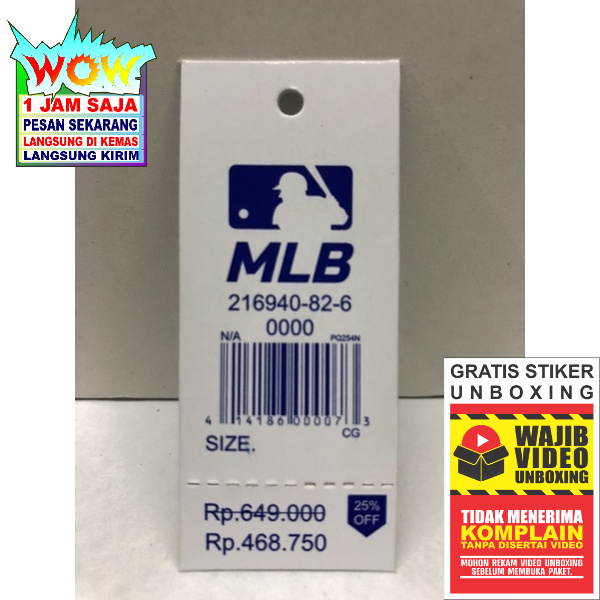 WOW
1 JAM SAJA
PESAN SEKARANG
LANGSUNG DI KEMAS
LANGSUNG KIRIM
MLB
216940-82-6
0000
N/A PQ254N
4 14186 00007 3
CG
SIZE.
Rp.649.000
25%
OFF
Rp.468.750
GRATIS STIKER
UNBOXING
WAJIB
VIDEO
UNBOXING
TIDAK MENERIMA
KOMPLAIN
TANPA DISERTAI VIDEO
MOHON REKAM VIDEO UNBOXING
SEBELUM MEMBUKA PAKET.